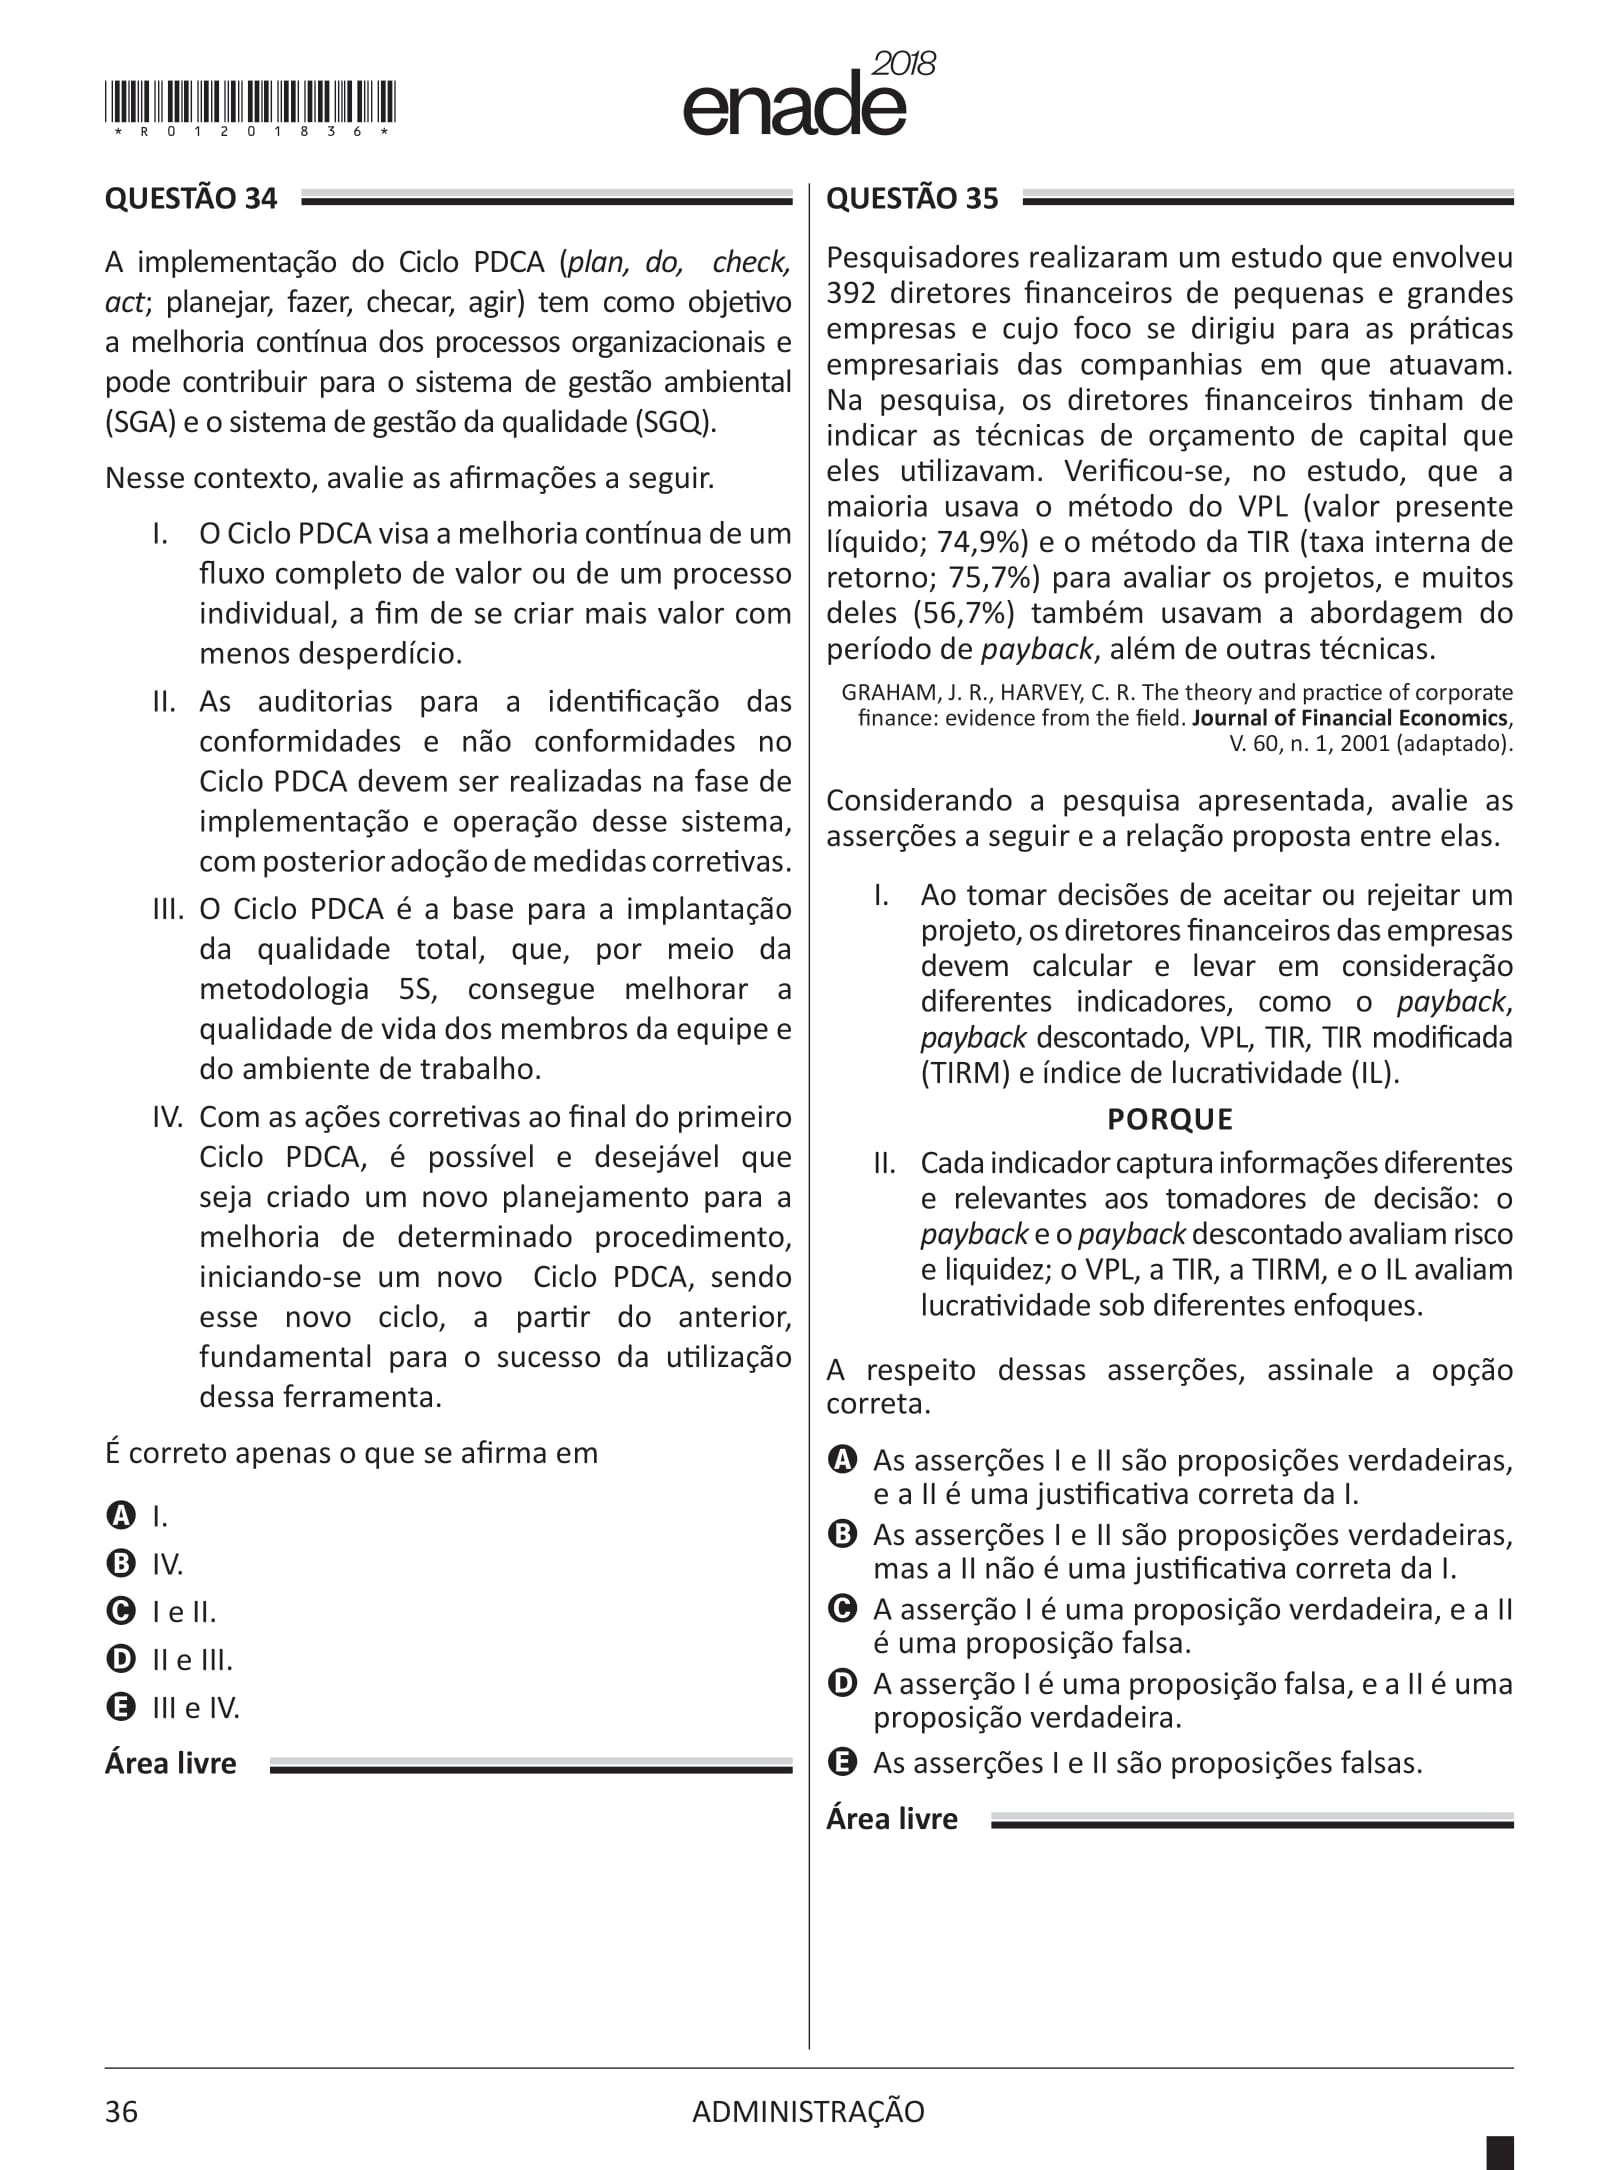 * R 0 1 2 0 1 8 3 6 *
enade 2018
QUESTÃO 34
A implementação do Ciclo PDCA (plan, do, check,
act; planejar, fazer, checar, agir) tem como objetivo
a melhoria contínua dos processos organizacionais e
pode contribuir para o sistema de gestão ambiental
(SGA) e o sistema de gestão da qualidade (SGQ).
Nesse contexto, avalie as afirmações a seguir.
I. O Ciclo PDCA visa a melhoria contínua de um
fluxo completo de valor ou de um processo
individual, a fim de se criar mais valor com
menos desperdício.
II. As auditorias para a identificação das
conformidades e não conformidades no
Ciclo PDCA devem ser realizadas na fase de
implementação e operação desse sistema,
com posterior adoção de medidas corretivas.
III. O Ciclo PDCA é a base para a implantação
da qualidade total, que, por meio da
metodologia 5S, consegue melhorar a
qualidade de vida dos membros da equipe e
do ambiente de trabalho.
IV. Com as ações corretivas ao final do primeiro
Ciclo PDCA, é possível e desejável que
seja criado um novo planejamento para a
melhoria de determinado procedimento,
iniciando-se um novo Ciclo PDCA, sendo
esse novo ciclo, a partir do anterior,
fundamental para o sucesso da utilização
dessa ferramenta.
É correto apenas o que se afirma em
A I.
B IV.
C I e II.
D II e III.
E III e IV.
Área livre
QUESTÃO 35
Pesquisadores realizaram um estudo que envolveu
392 diretores financeiros de pequenas e grandes
empresas e cujo foco se dirigiu para as práticas
empresariais das companhias em que atuavam.
Na pesquisa, os diretores financeiros tinham de
indicar as técnicas de orçamento de capital que
eles utilizavam. Verificou-se, no estudo, que a
maioria usava o método do VPL (valor presente
líquido; 74,9%) e o método da TIR (taxa interna de
retorno; 75,7%) para avaliar os projetos, e muitos
deles (56,7%) também usavam a abordagem do
período de payback, além de outras técnicas.
GRAHAM, J. R., HARVEY, C. R. The theory and practice of corporate
finance: evidence from the field. Journal of Financial Economics,
V. 60, n. 1, 2001 (adaptado).
Considerando a pesquisa apresentada, avalie as
asserções a seguir e a relação proposta entre elas.
I. Ao tomar decisões de aceitar ou rejeitar um
projeto, os diretores financeiros das empresas
devem calcular e levar em consideração
diferentes indicadores, como o payback,
payback descontado, VPL, TIR, TIR modificada
(TIRM) e índice de lucratividade (IL).
PORQUE
II. Cada indicador captura informações diferentes
e relevantes aos tomadores de decisão: o
payback e o payback descontado avaliam risco
e liquidez; o VPL, a TIR, a TIRM, e o IL avaliam
lucratividade sob diferentes enfoques.
A respeito dessas asserções, assinale a opção
correta.
A As asserções I e II são proposições verdadeiras,
e a II é uma justificativa correta da I.
B As asserções I e II são proposições verdadeiras,
mas a II não é uma justificativa correta da I.
C A asserção I é uma proposição verdadeira, e a II
é uma proposição falsa.
D A asserção I é uma proposição falsa, e a II é uma
proposição verdadeira.
E As asserções I e II são proposições falsas.
Área livre
36
ADMINISTRAÇÃO